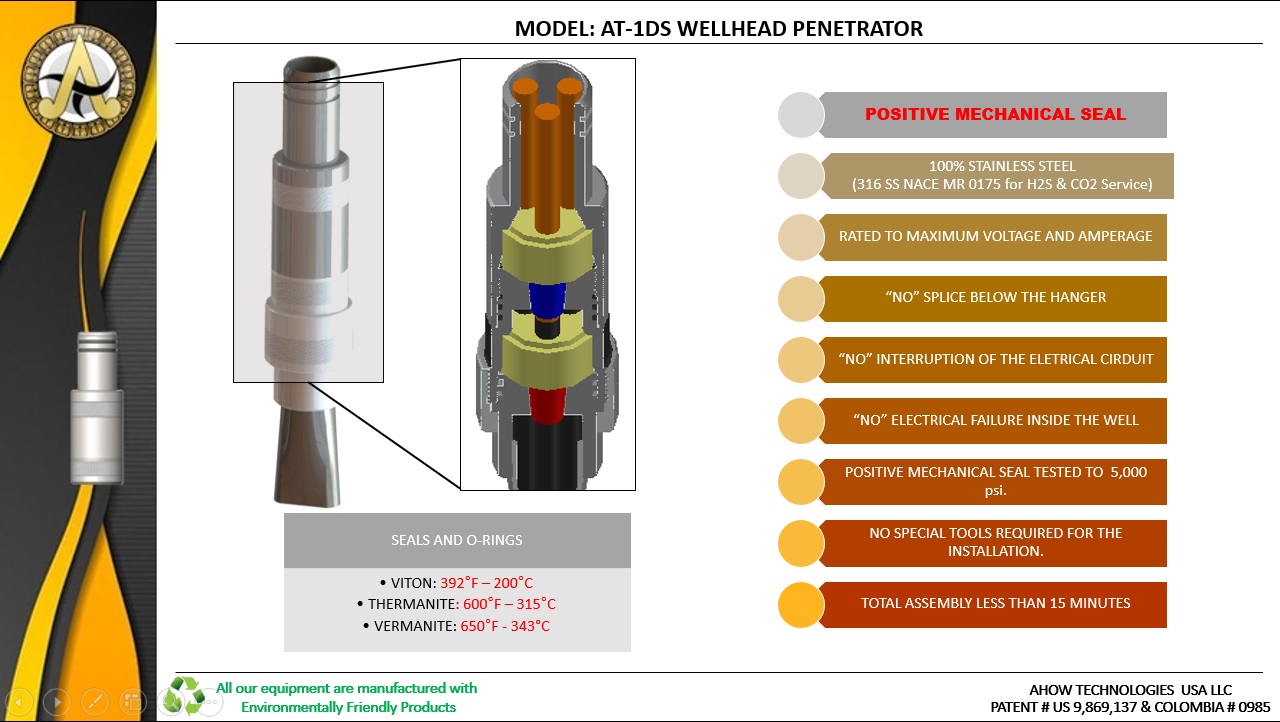 MODEL: AT-1DS WELLHEAD PENETRATOR
POSITIVE MECHANICAL SEAL
100% STAINLESS STEEL
(316 SS NACE MR 0175 for H2S & CO2 Service)
RATED TO MAXIMUM VOLTAGE AND AMPERAGE
“NO” SPLICE BELOW THE HANGER
“NO” INTERRUPTION OF THE ELETRICAL CIRDUIT
“NO” ELECTRICAL FAILURE INSIDE THE WELL
POSITIVE MECHANICAL SEAL TESTED TO 5,000
psi.
NO SPECIAL TOOLS REQUIRED FOR THE
INSTALLATION.
TOTAL ASSEMBLY LESS THAN 15 MINUTES
SEALS AND O-RINGS
• VITON: 392°F – 200°C
• THERMANITE: 600°F – 315°C
• VERMANITE: 650°F - 343°C
All our equipment are manufactured with
Environmentally Friendly Products
AHOW TECHNOLOGIES USA LLC
PATENT # US 9,869,137 & COLOMBIA # 0985